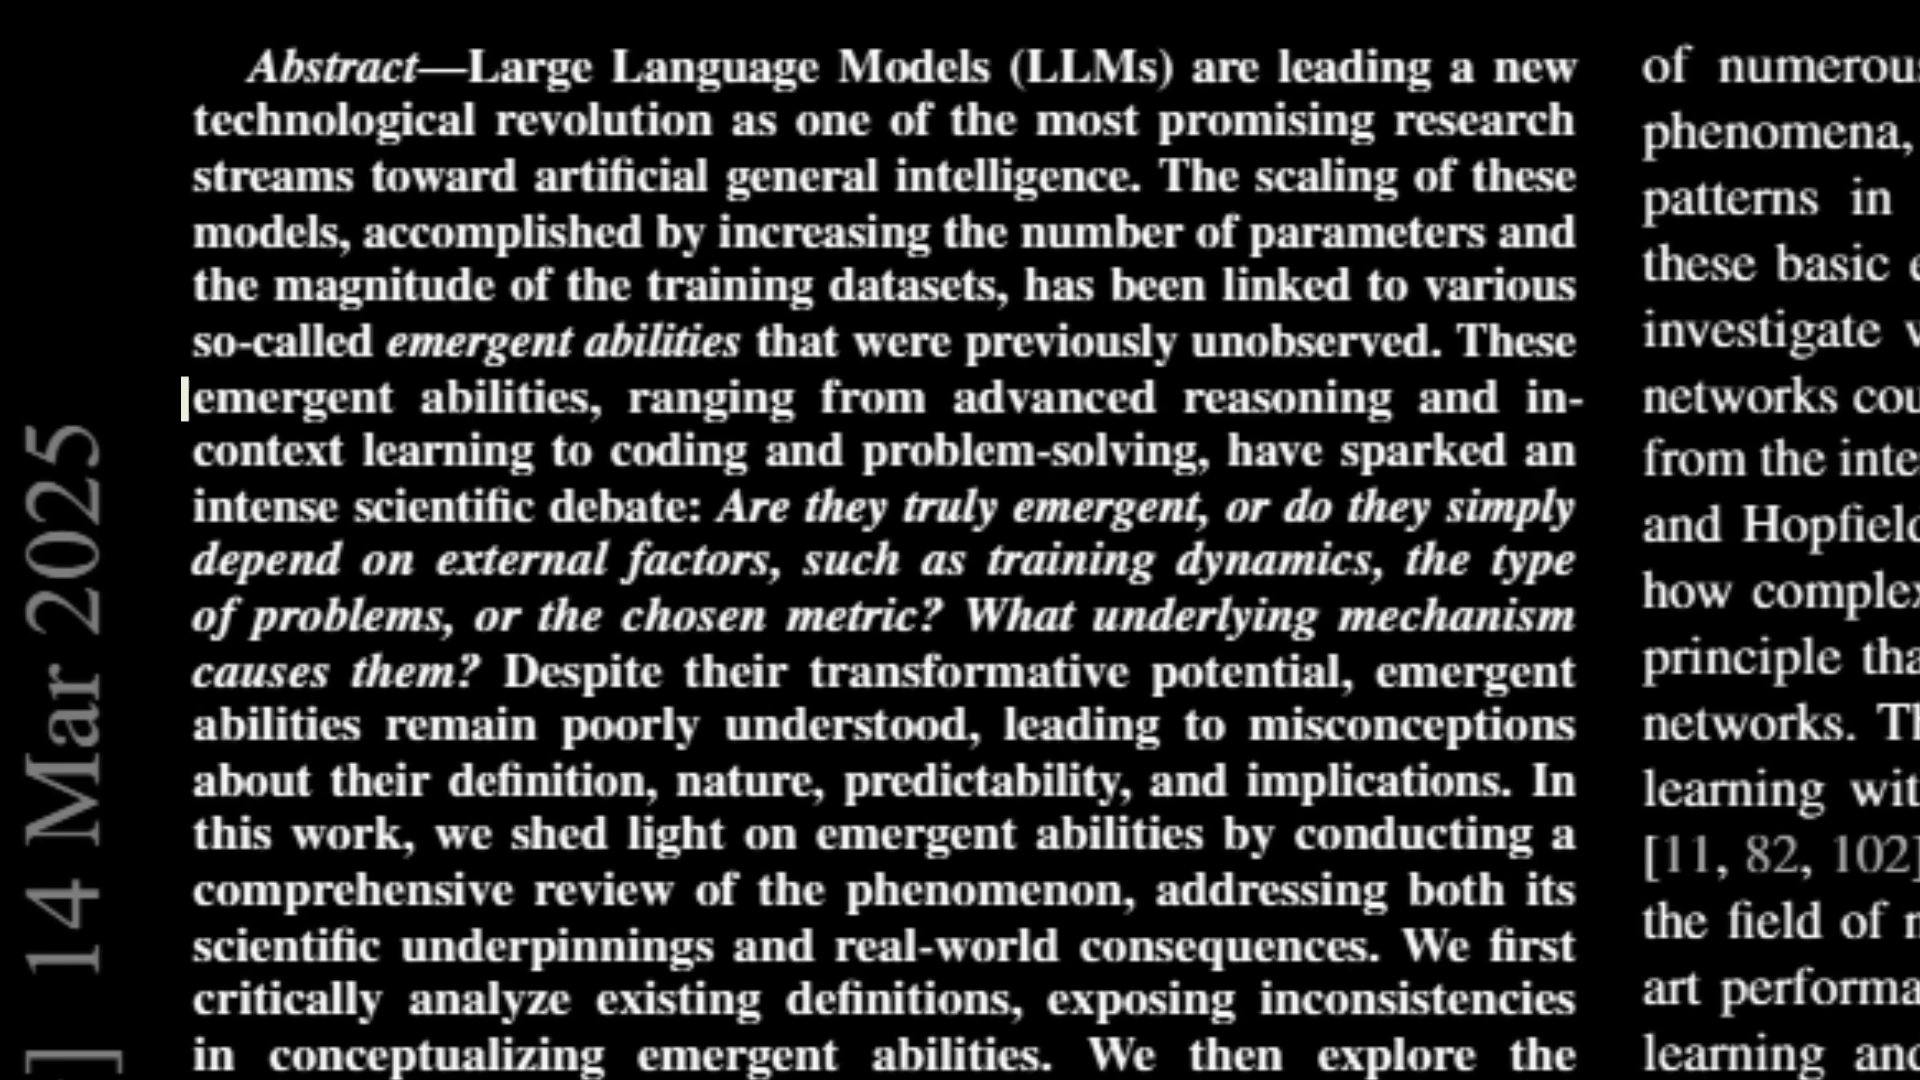 Abstract—Large Language Models (LLMs) are leading a new
technological revolution as one of the most promising research
streams toward artificial general intelligence. The scaling of these
models, accomplished by increasing the number of parameters and
the magnitude of the training datasets, has been linked to various
so-called emergent abilities that were previously unobserved. These
emergent abilities, ranging from advanced reasoning and in-
context learning to coding and problem-solving, have sparked an
intense scientific debate: Are they truly emergent, or do they simply
depend on external factors, such as training dynamics, the type
of problems, or the chosen metric? What underlying mechanism
causes them? Despite their transformative potential, emergent
abilities remain poorly understood, leading to misconceptions
about their definition, nature, predictability, and implications. In
this work, we shed light on emergent abilities by conducting a
comprehensive review of the phenomenon, addressing both its
scientific underpinnings and real-world consequences. We first
critically analyze existing definitions, exposing inconsistencies
in conceptualizing emergent abilities. We then explore the
of
phenomena,
patterns in
these basic
investigate
networks
from the
and
how
principle
networks.
learning
[11, 82, 102]
the field of
art
learning
] 14 Mar 2025